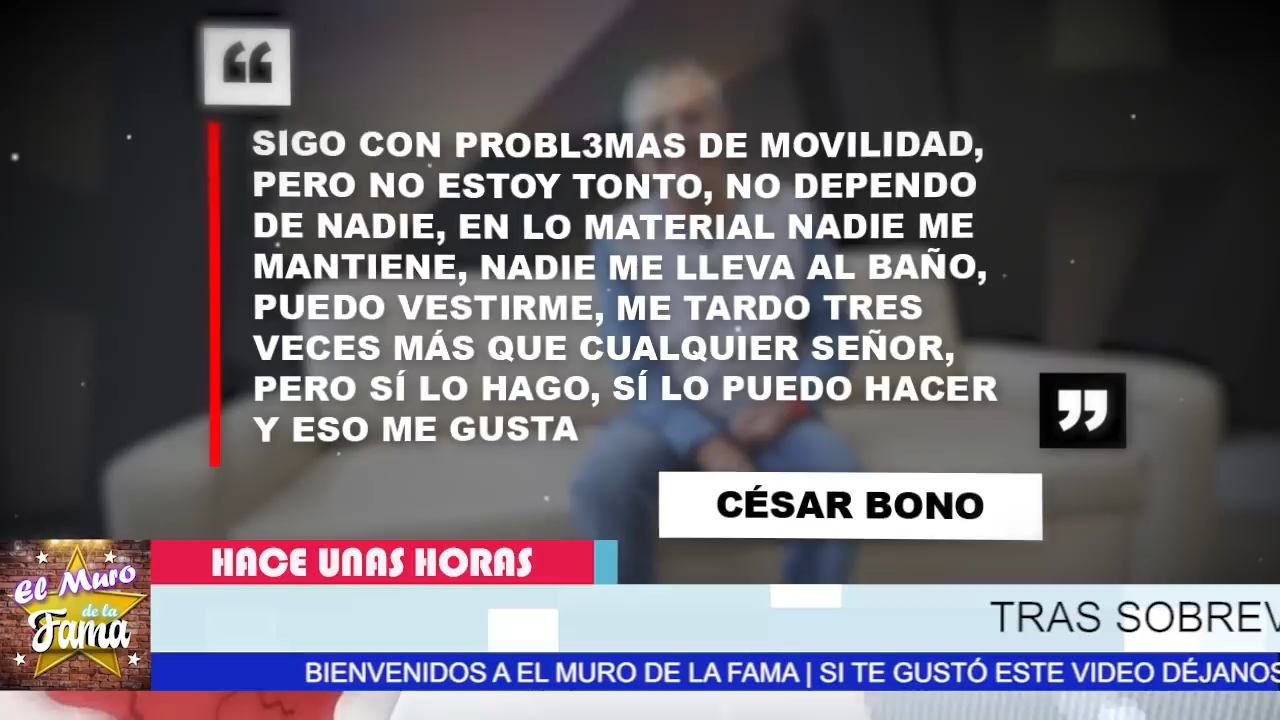 SIGO CON PROBL3MAS DE MOVILIDAD,
PERO NO ESTOY TONTO, NO DEPENDO
DE NADIE, EN LO MATERIAL NADIE ME
MANTIENE, NADIE ME LLEVA AL BAÑO,
PUEDO VESTIRME, ME TARDO TRES
VECES MÁS QUE CUALQUIER SEÑOR,
PERO SÍ LO HAGO, SÍ LO PUEDO HACER
Y ESO ME GUSTA
CÉSAR BONO
HACE UNAS HORAS
El Muro
de la
Fama
TRAS SOBREV
BIENVENIDOS A EL MURO DE LA FAMA | SI TE GUSTÓ ESTE VIDEO DÉJANOS